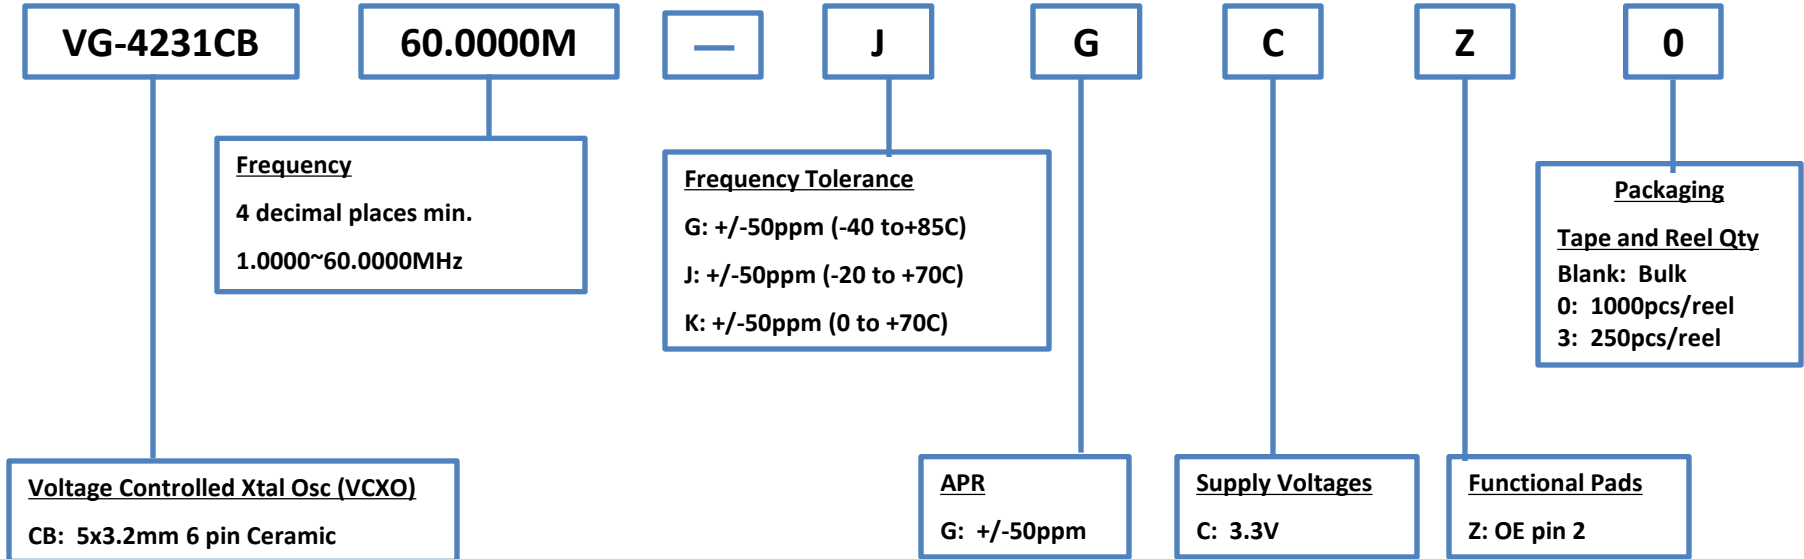 VG-4231CB
60.0000M
—
J
G
C
Z
0
Frequency
4 decimal places min.
1.0000~60.0000MHz
Frequency Tolerance
G: +/-50ppm (-40 to+85C)
J: +/-50ppm (-20 to +70C)
K: +/-50ppm (0 to +70C)
Packaging
Tape and Reel Qty
Blank:  Bulk
0:  1000pcs/reel
3:  250pcs/reel
Voltage Controlled Xtal Osc (VCXO)
CB:  5x3.2mm 6 pin Ceramic
APR
G:  +/-50ppm
Supply Voltages
C:  3.3V
Functional Pads
Z: OE pin 2